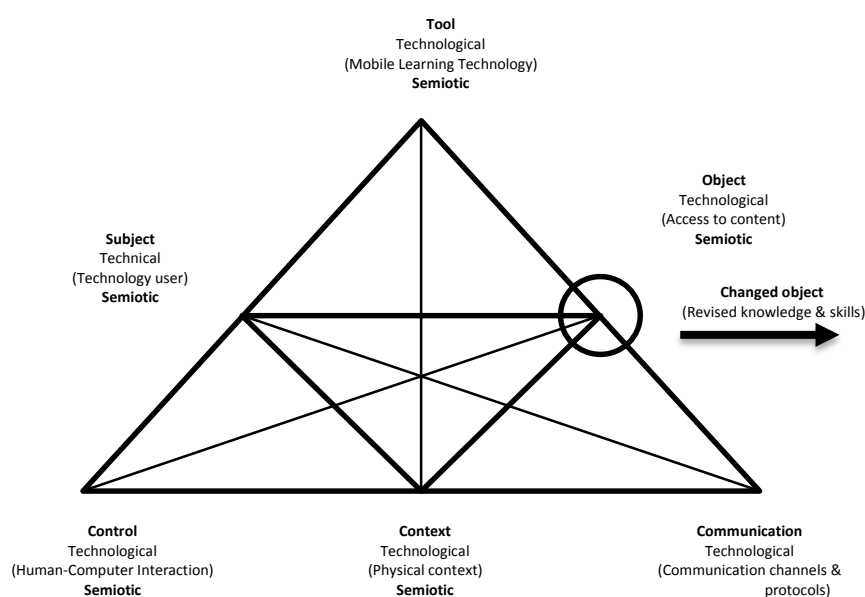 Tool
Technological
(Mobile Learning Technology)
Semiotic
Object
Technological
(Access to content)
Semiotic
Subject
Technical
(Technology user)
Semiotic
Changed object
(Revised knowledge & skills)
Control
Technological
(Human-Computer Interaction)
Semiotic
Context
Technological
(Physical context)
Semiotic
Communication
Technological
(Communication channels &
protocols)